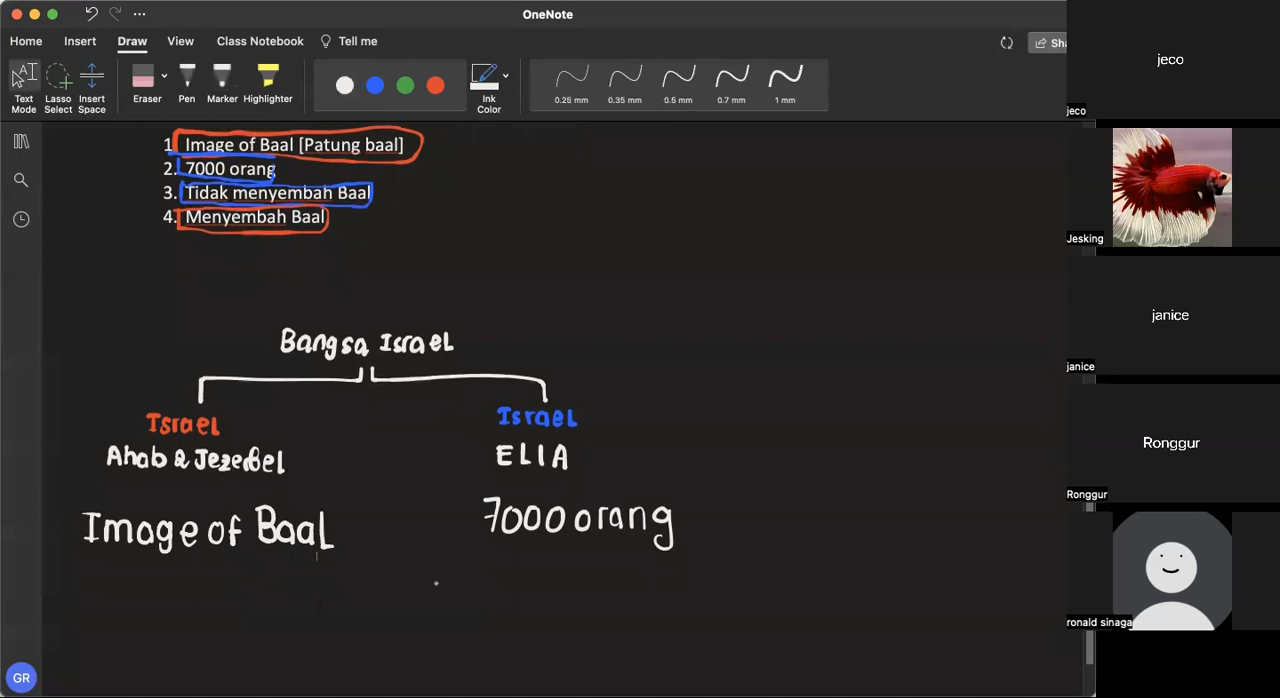 OneNote
Home Insert Draw View Class Notebook Tell me
Sha
Text Mode
Lasso Select
Insert Space
Eraser
Pen
Marker
Highlighter
Ink Color
0.25 mm 0.35 mm 0.5 mm 0.7 mm 1 mm
1. Image of Baal [Patung baal]
2. 7000 orang
3. Tidak menyembah Baal
4. Menyembah Baal
Bangsa Israel
Israel Israel
Ahab & Jezerbel ELIA
Image of Baal 7000 orang
GR
jeco
jeco
Jesking
janice
janice
Ronggur
Ronggur
ronald sinaga